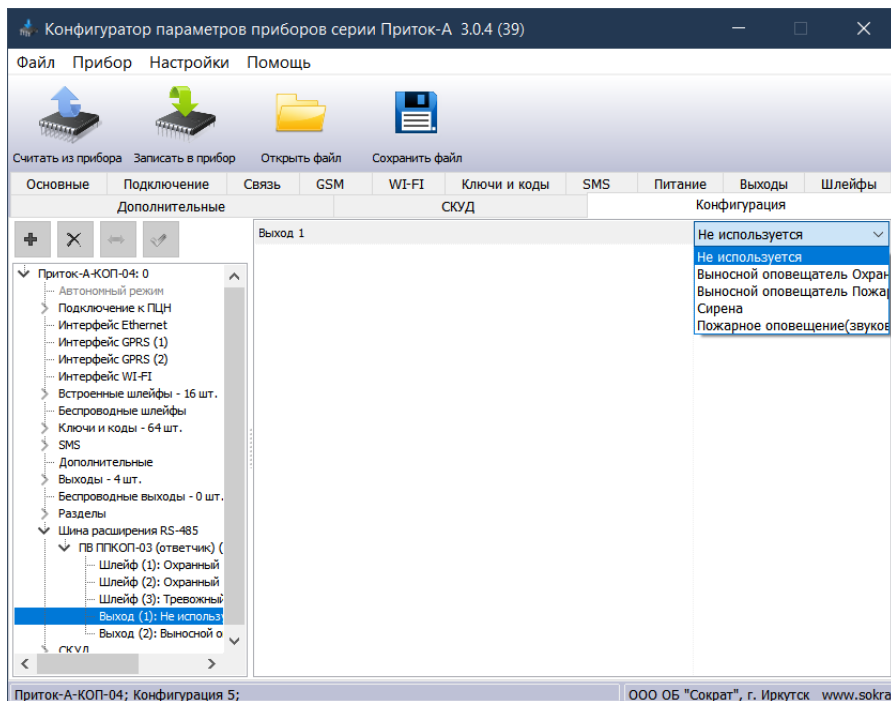 Конфигуратор параметров приборов серии Приток-А 3.0.4 (39)
Файл Прибор Настройки Помощь
Считать из прибора Записать в прибор Открыть файл Сохранить файл
Основные Подключение Связь GSM WI-FI Ключи и коды SMS Питание Выходы Шлейфы
Дополнительные СКУД Конфигурация
Выход 1 Не используется
Не используется
Выносной оповещатель Охран
Выносной оповещатель Пожар
Сирена
Пожарное оповещение(звуков
Приток-А-КОП-04: 0
Автономный режим
Подключение к ПЦН
Интерфейс Ethernet
Интерфейс GPRS (1)
Интерфейс GPRS (2)
Интерфейс WI-FI
Встроенные шлейфы - 16 шт.
Беспроводные шлейфы
Ключи и коды - 64 шт.
SMS
Дополнительные
Выходы - 4 шт.
Беспроводные выходы - 0 шт.
Разделы
Шина расширения RS-485
ПВ ППКОП-03 (ответчик) (
Шлейф (1): Охранный
Шлейф (2): Охранный
Шлейф (3): Тревожный
Выход (1): Не использу
Выход (2): Выносной о
СКУД
Приток-А-КОП-04; Конфигурация 5; ООО ОБ "Сократ", г. Иркутск www.sokra